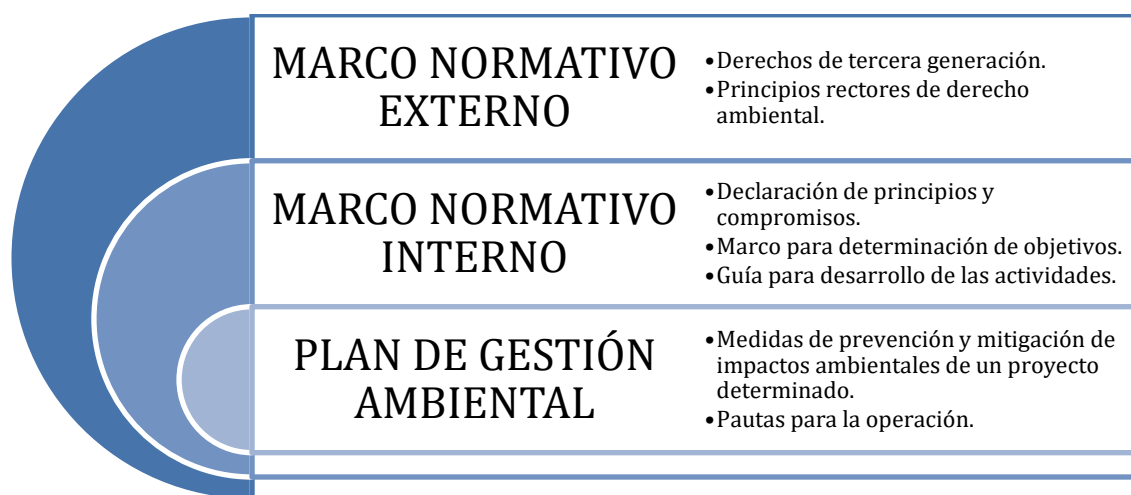 MARCO NORMATIVO
EXTERNO
•Derechos de tercera generación.
•Principios rectores de derecho
ambiental.
MARCO NORMATIVO
INTERNO
•Declaración de principios y
compromisos.
•Marco para determinación de objetivos.
•Guía para desarrollo de las actividades.
PLAN DE GESTIÓN
AMBIENTAL
•Medidas de prevención y mitigación de
impactos ambientales de un proyecto
determinado.
•Pautas para la operación.